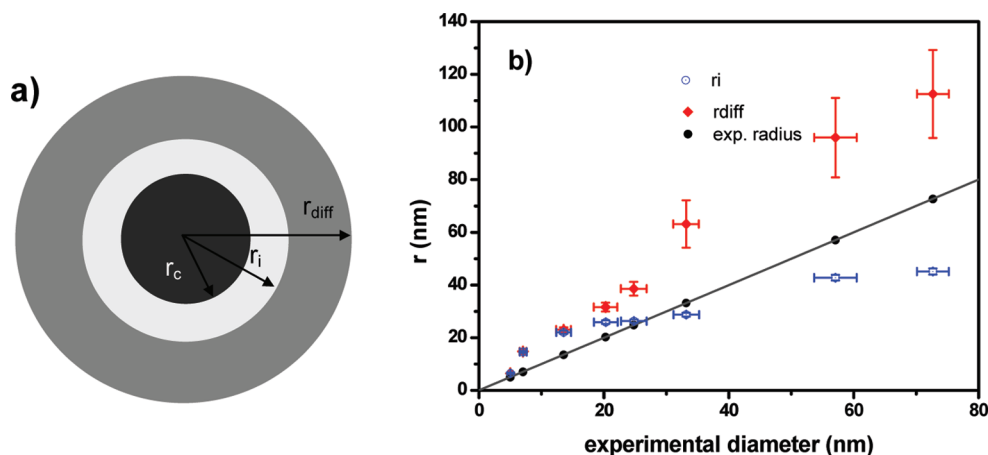 a)
r_diff
r_i
r_c
b)
ri
rdiff
exp. radius
r (nm)
140
120
100
80
60
40
20
0
0 20 40 60 80
experimental diameter (nm)